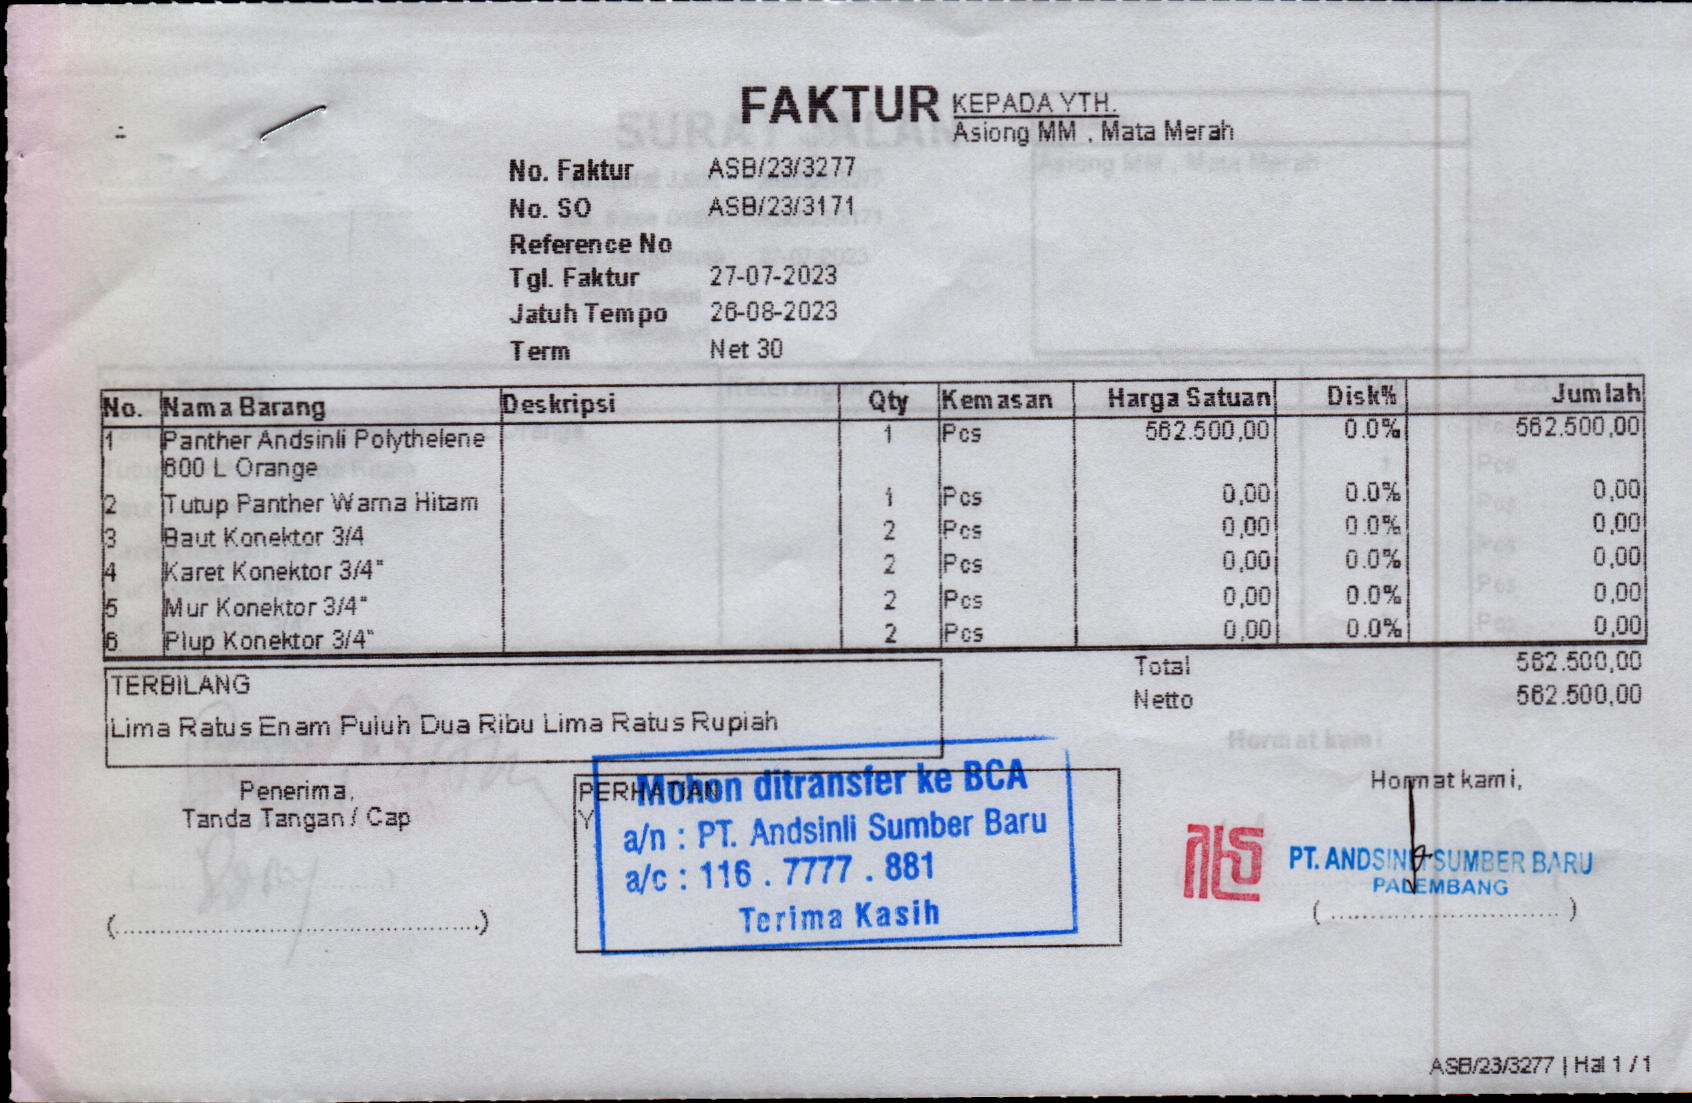 FAKTUR
KEPADA YTH.
Asiong MM , Mata Merah
No. Faktur ASB/23/3277
No. SO ASB/23/3171
Reference No
Tgl. Faktur 27-07-2023
Jatuh Tempo 26-08-2023
Term Net 30
No. Nama Barang Deskripsi Qty Kemasan Harga Satuan Disk% Jumlah
1 Panther Andsinli Polythelene 1 Pcs 562.500,00 0.0% 562.500,00
600 L Orange
2 Tutup Panther Warna Hitam 1 Pcs 0,00 0.0% 0,00
3 Baut Konektor 3/4 2 Pcs 0,00 0.0% 0,00
4 Karet Konektor 3/4" 2 Pcs 0,00 0.0% 0,00
5 Mur Konektor 3/4" 2 Pcs 0,00 0.0% 0,00
6 Plup Konektor 3/4" 2 Pcs 0,00 0.0% 0,00
Total 562.500,00
Netto 562.500,00
TERBILANG
Lima Ratus Enam Puluh Dua Ribu Lima Ratus Rupiah
Penerima,
Tanda Tangan / Cap
(................................................)
PERHATIAN
Y
Mohon ditransfer ke BCA
a/n : PT. Andsinli Sumber Baru
a/c : 116 . 7777 . 881
Terima Kasih
Hormat kami,
PT. ANDSINLI SUMBER BARU
PALEMBANG
(..............................)
ASB/23/3277 | Hal 1 / 1